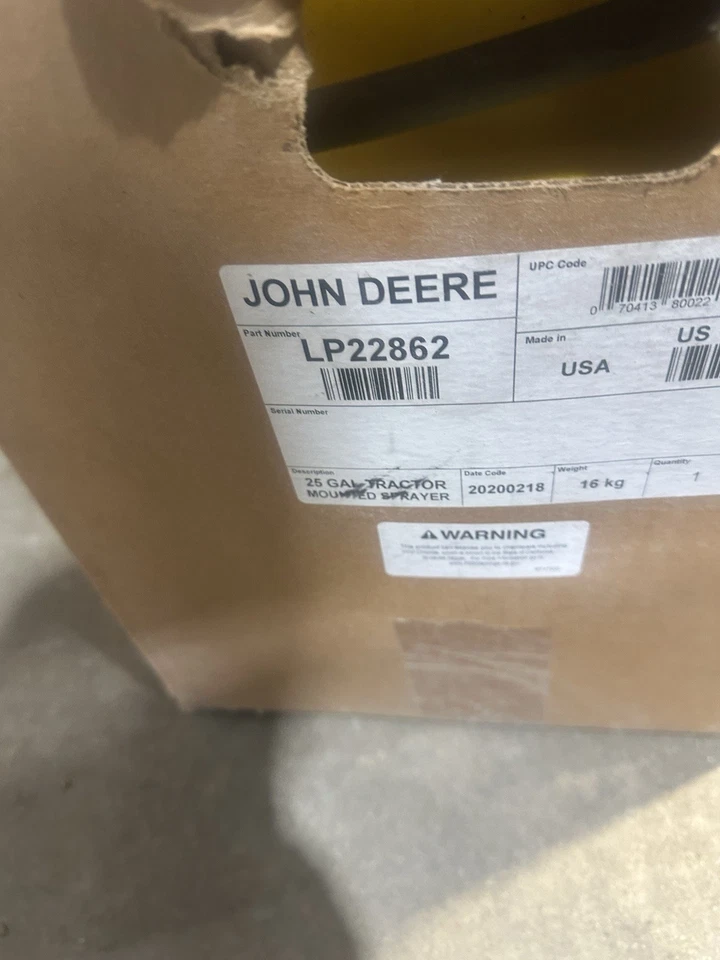 JOHN DEERE
UPC Code
0 70413 80022
Part Number
LP22862
Made in
USA
US
Serial Number
Description
25 GAL TRACTOR
MOUNTED SPRAYER
Date Code
20200218
Weight
16 kg
Quantity
1
WARNING